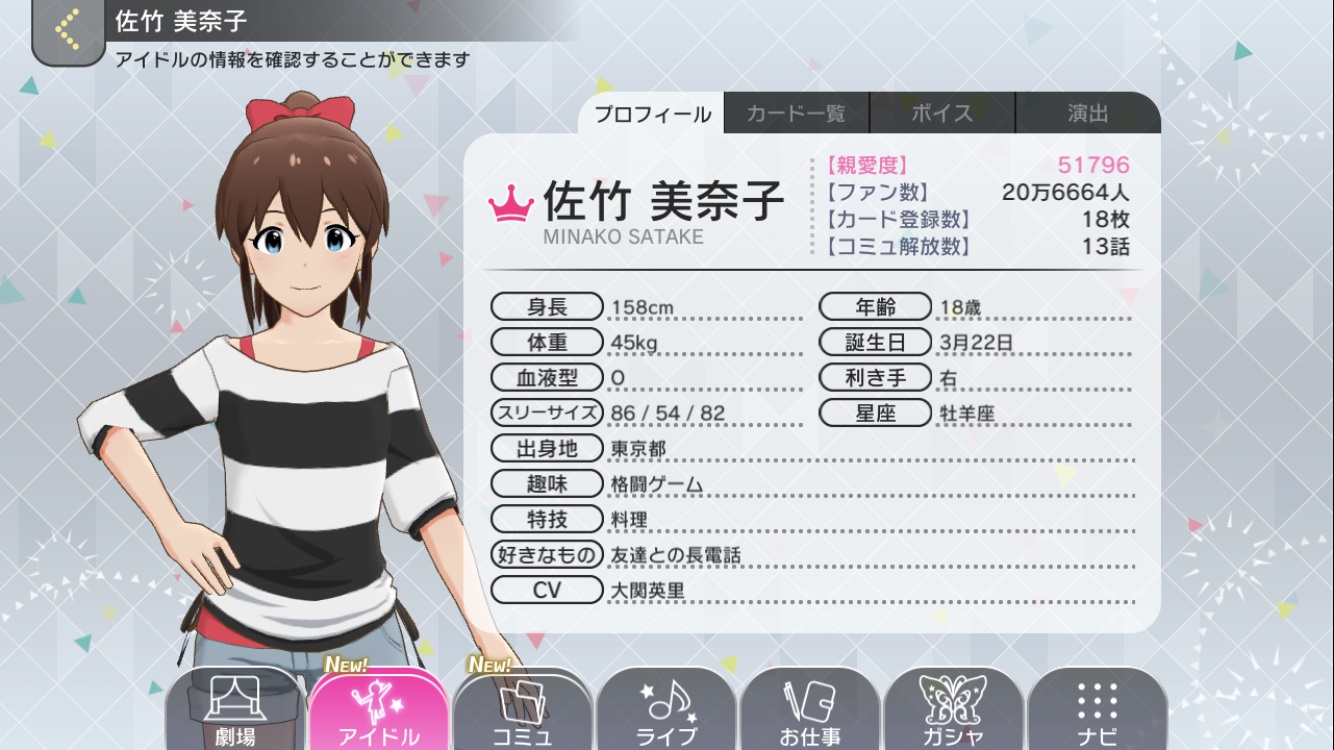 佐竹 美奈子
アイドルの情報を確認することができます
プロフィール カード一覧 ボイス 演出
佐竹 美奈子
MINAKO SATAKE
【親愛度】 51796
【ファン数】 20万6664人
【カード登録数】 18枚
【コミュ解放数】 13話
身長 158cm 年齢 18歳
体重 45kg 誕生日 3月22日
血液型 O 利き手 右
スリーサイズ 86 / 54 / 82 星座 牡羊座
出身地 東京都
趣味 格闘ゲーム
特技 料理
好きなもの 友達との長電話
CV 大関英里
NEW! NEW!
劇場 アイドル コミュ ライブ お仕事 ガシャ ナビ